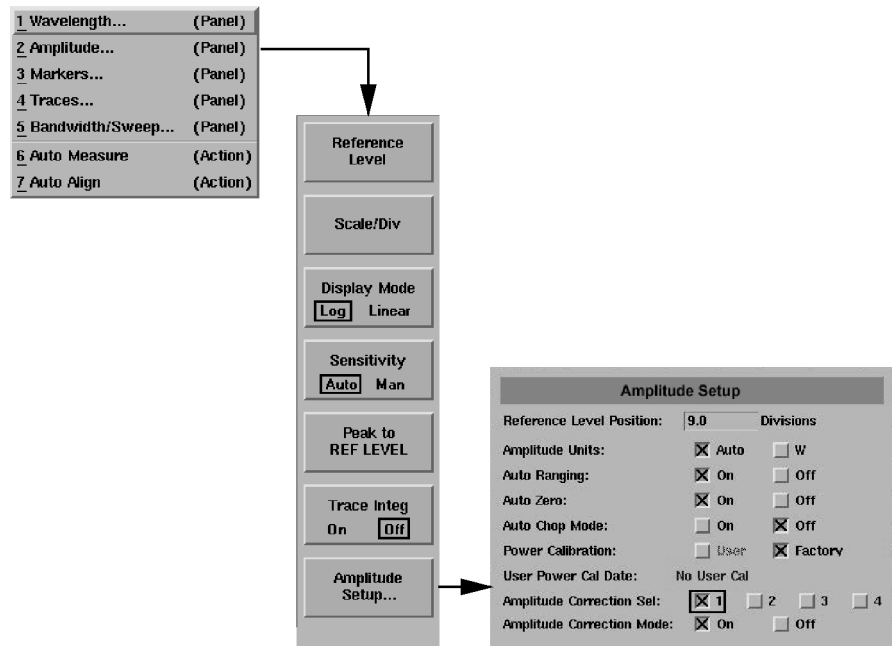 1 Wavelength... (Panel)
2 Amplitude... (Panel)
3 Markers... (Panel)
4 Traces... (Panel)
5 Bandwidth/Sweep... (Panel)
6 Auto Measure (Action)
7 Auto Align (Action)
Reference
Level
Scale/Div
Display Mode
Log Linear
Sensitivity
Auto Man
Peak to
REF LEVEL
Trace Integ
On Off
Amplitude
Setup...
Amplitude Setup
Reference Level Position: 9.0 Divisions
Amplitude Units: Auto W
Auto Ranging: On Off
Auto Zero: On Off
Auto Chop Mode: On Off
Power Calibration: User Factory
User Power Cal Date: No User Cal
Amplitude Correction Sel: 1 2 3 4
Amplitude Correction Mode: On Off